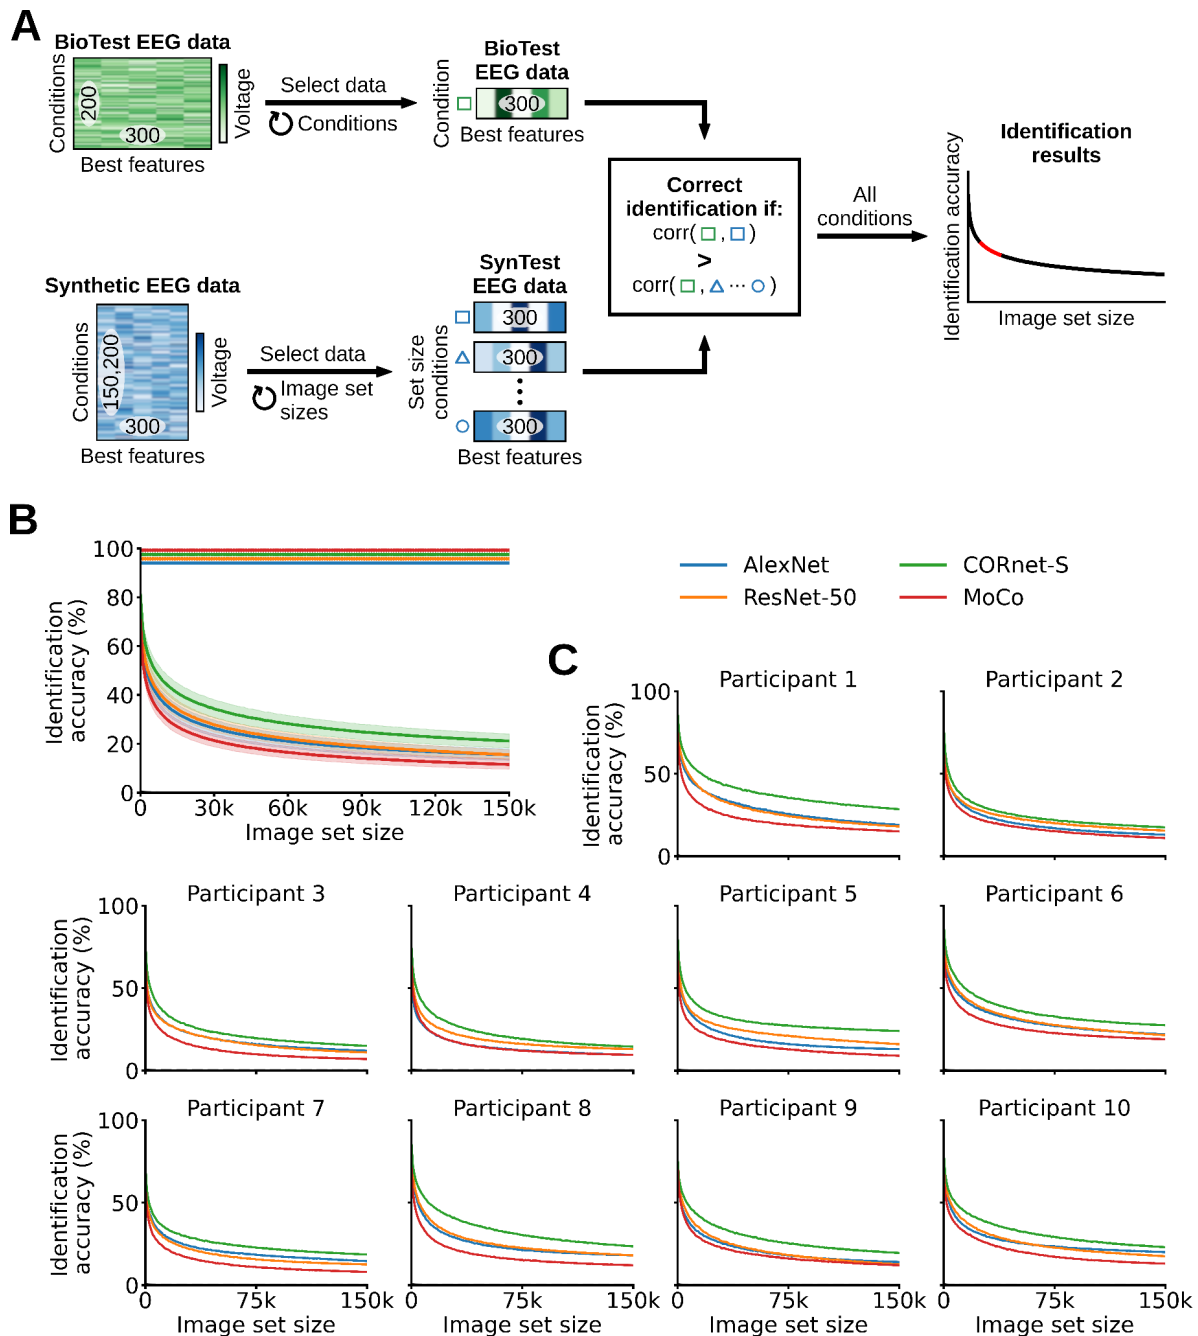 A
BioTest EEG data
Conditions
200
300
Voltage
Best features
Select data
Conditions
BioTest
EEG data
Condition
300
Best features
Synthetic EEG data
Conditions
150,200
300
Voltage
Best features
Select data
Image set
sizes
SynTest
EEG data
Set size
conditions
300
300
300
Best features
Correct
identification if:
corr( , )
>
corr( , ... )
All
conditions
Identification
results
Identification accuracy
Image set size
B
Identification
accuracy (%)
100
80
60
40
20
0
0 30k 60k 90k 120k 150k
Image set size
AlexNet
ResNet-50
CORnet-S
MoCo
C
Participant 1
Identification
accuracy (%)
100
50
0
0 75k 150k
Participant 2
0 75k 150k
Participant 3
Identification
accuracy (%)
100
50
0
Participant 4
Participant 5
Participant 6
Participant 7
Identification
accuracy (%)
100
50
0
0 75k 150k
Image set size
Participant 8
0 75k 150k
Image set size
Participant 9
0 75k 150k
Image set size
Participant 10
0 75k 150k
Image set size